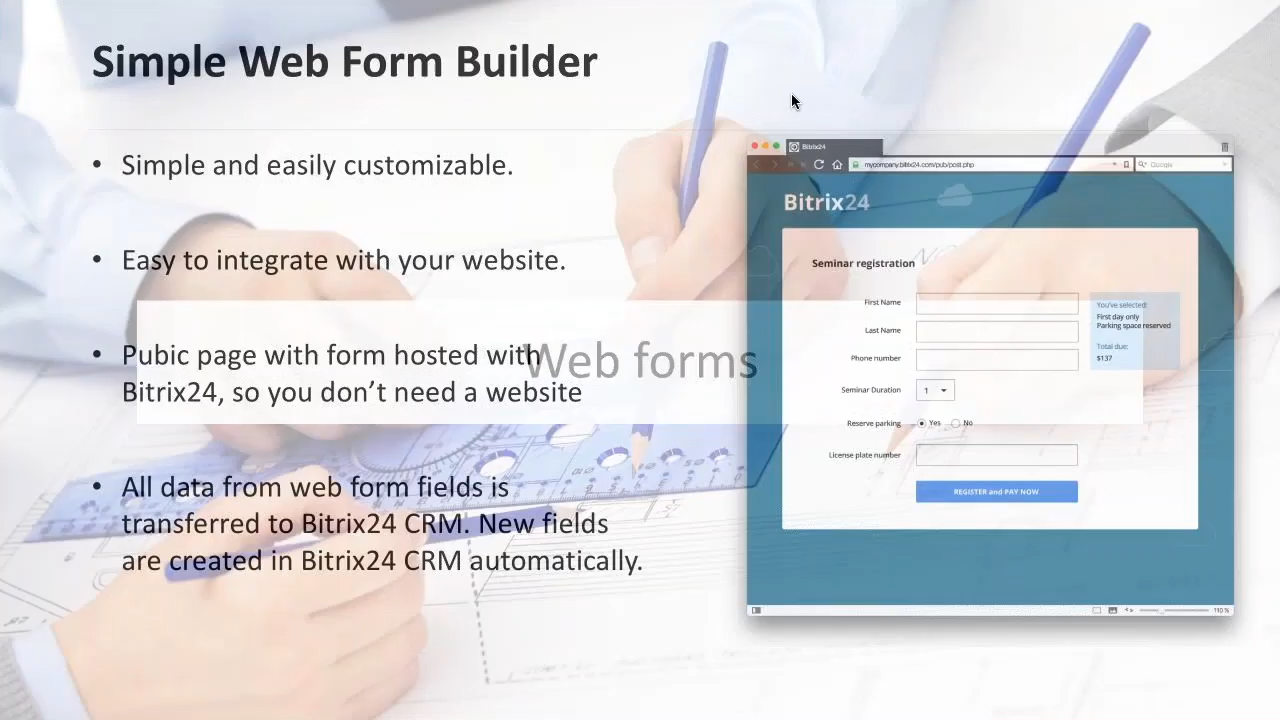 Simple Web Form Builder
• Simple and easily customizable.
• Easy to integrate with your website.
• Pubic page with form hosted with
Bitrix24, so you don’t need a website
• All data from web form fields is
transferred to Bitrix24 CRM. New fields
are created in Bitrix24 CRM automatically.
Web forms
Bitrix24
mycompany.bitrix24.com/pub/post.php
Google
Bitrix24
Seminar registration
First Name
Last Name
Phone number
Seminar Duration 1
Reserve parking Yes No
License plate number
REGISTER and PAY NOW
You've selected:
First day only
Parking space reserved
Total due:
$137
110 %